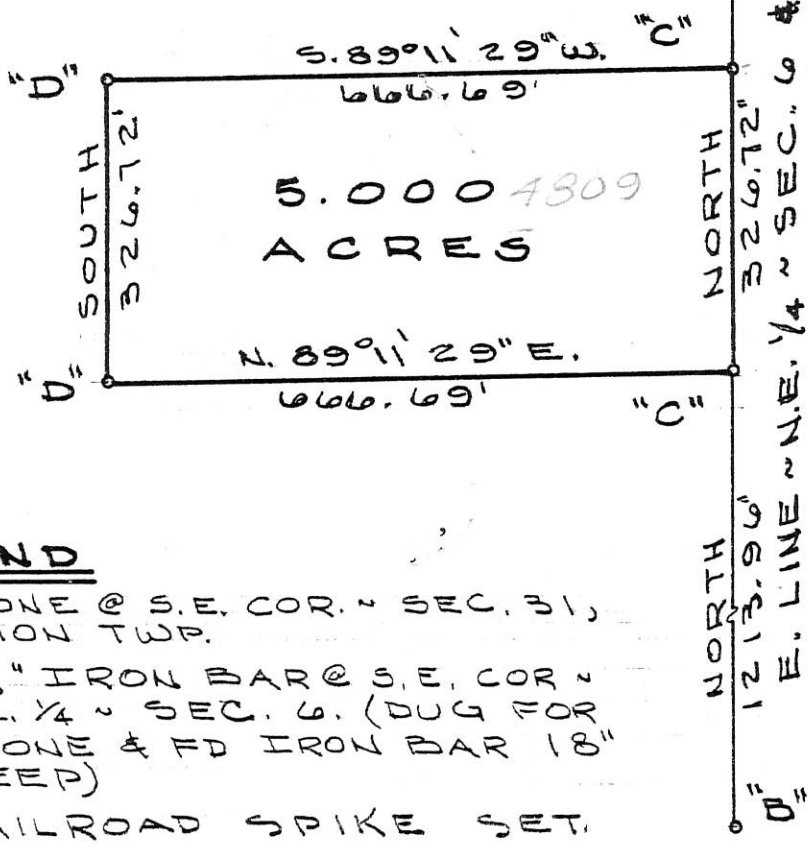 S. 89°11' 29" W. "C"
"D"
666.69'
SOUTH
326.72'
5.000 4809
ACRES
NORTH
326.72"
N. 89°11' 29" E.
"D"
666.69'
"C"
E. LINE ~ N.E. 1/4 ~ SEC. 6 &
NORTH
1213.96"
"B"
ND
ONE @ S.E. COR. ~ SEC. 31,
ION TWP.
" IRON BAR @ S.E. COR ~
. 1/4 ~ SEC. 6. (DUG FOR
ONE & FD IRON BAR 18"
EEP)
AILROAD SPIKE SET.